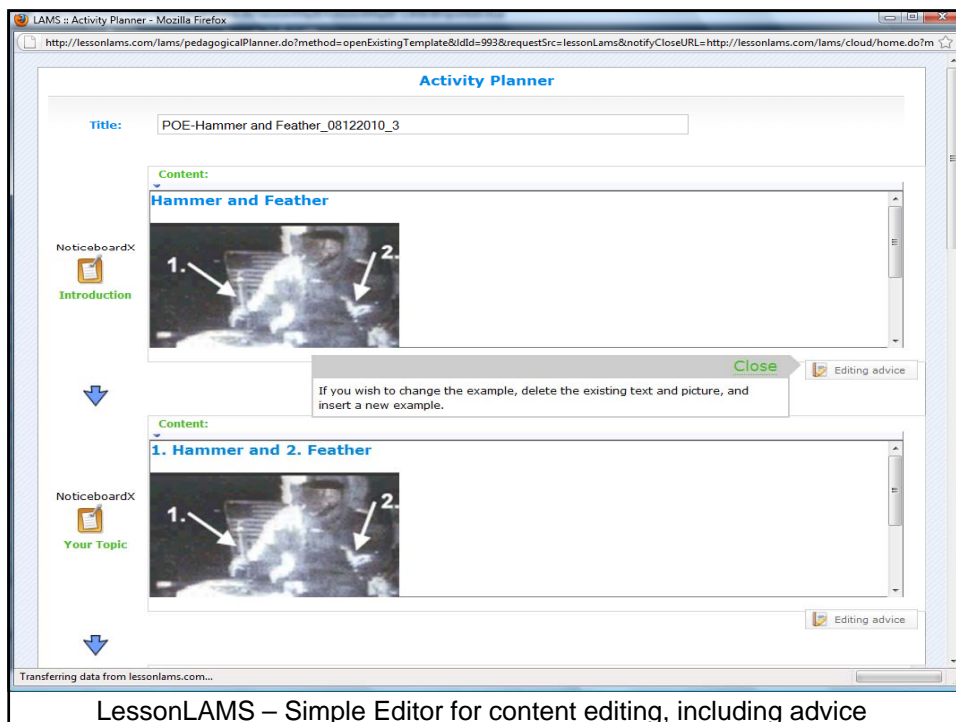 LAMS :: Activity Planner - Mozilla Firefox
http://lessonlams.com/lams/pedagogicalPlanner.do?method=openExistingTemplate&ldId=993&requestSrc=lessonLams&notifyCloseURL=http://lessonlams.com/lams/cloud/home.do?m
Activity Planner
Title: POE-Hammer and Feather_08122010_3
Content:
Hammer and Feather
1. 2.
NoticeboardX
Introduction
Close
Editing advice
If you wish to change the example, delete the existing text and picture, and
insert a new example.
Content:
1. Hammer and 2. Feather
1. 2.
NoticeboardX
Your Topic
Editing advice
Transferring data from lessonlams.com...
LessonLAMS – Simple Editor for content editing, including advice